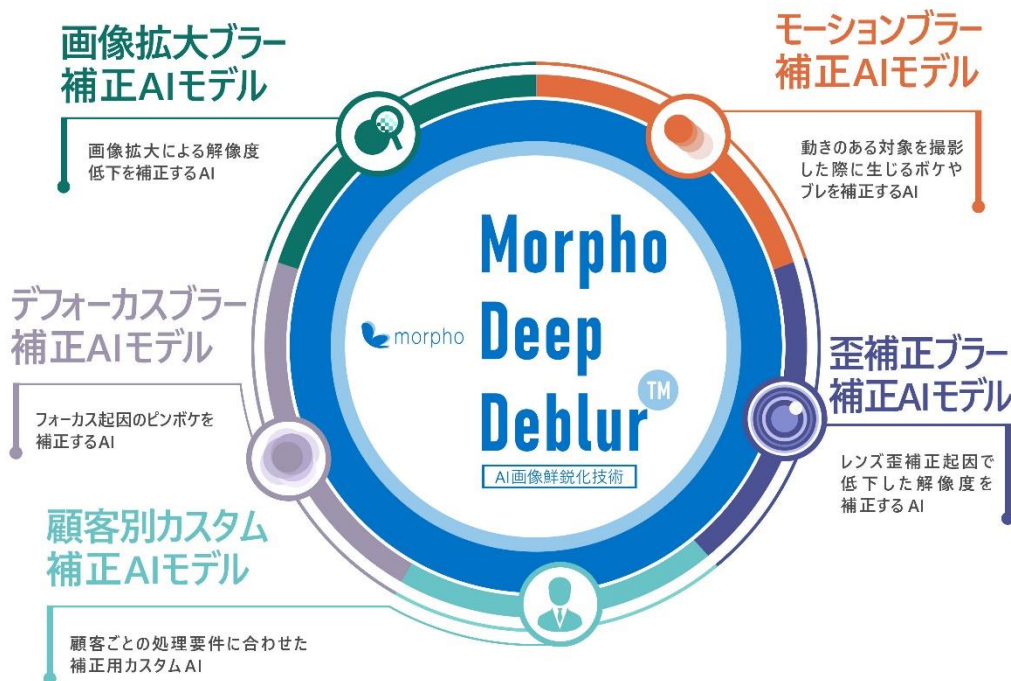 画像拡大ブラー
補正AIモデル
画像拡大による解像度
低下を補正するAI
モーションブラー
補正AIモデル
動きのある対象を撮影
した際に生じるボケや
ブレを補正するAI
デフォーカスブラー
補正AIモデル
フォーカス起因のピンボケを
補正するAI
morpho
Morpho
Deep
Deblur TM
AI画像鮮鋭化技術
歪補正ブラー
補正AIモデル
レンズ歪補正起因で
低下した解像度を
補正するAI
顧客別カスタム
補正AIモデル
顧客ごとの処理要件に合わせた
補正用カスタムAI